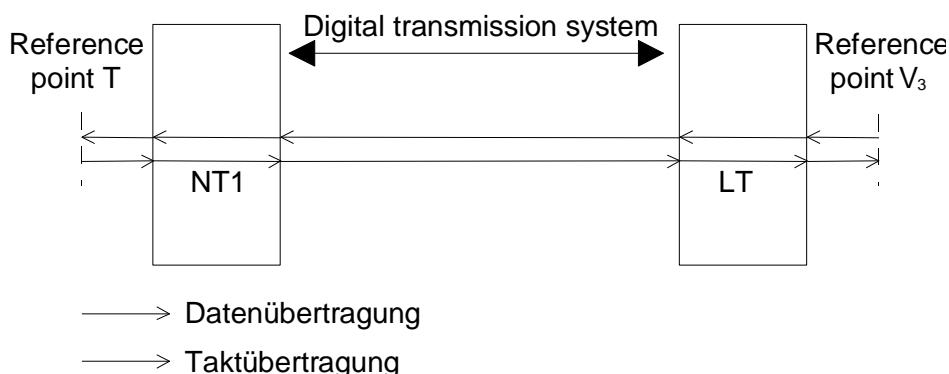 Digital transmission system
Reference
point T
Reference
point V₃
NT1
LT
Datenübertragung
Taktübertragung